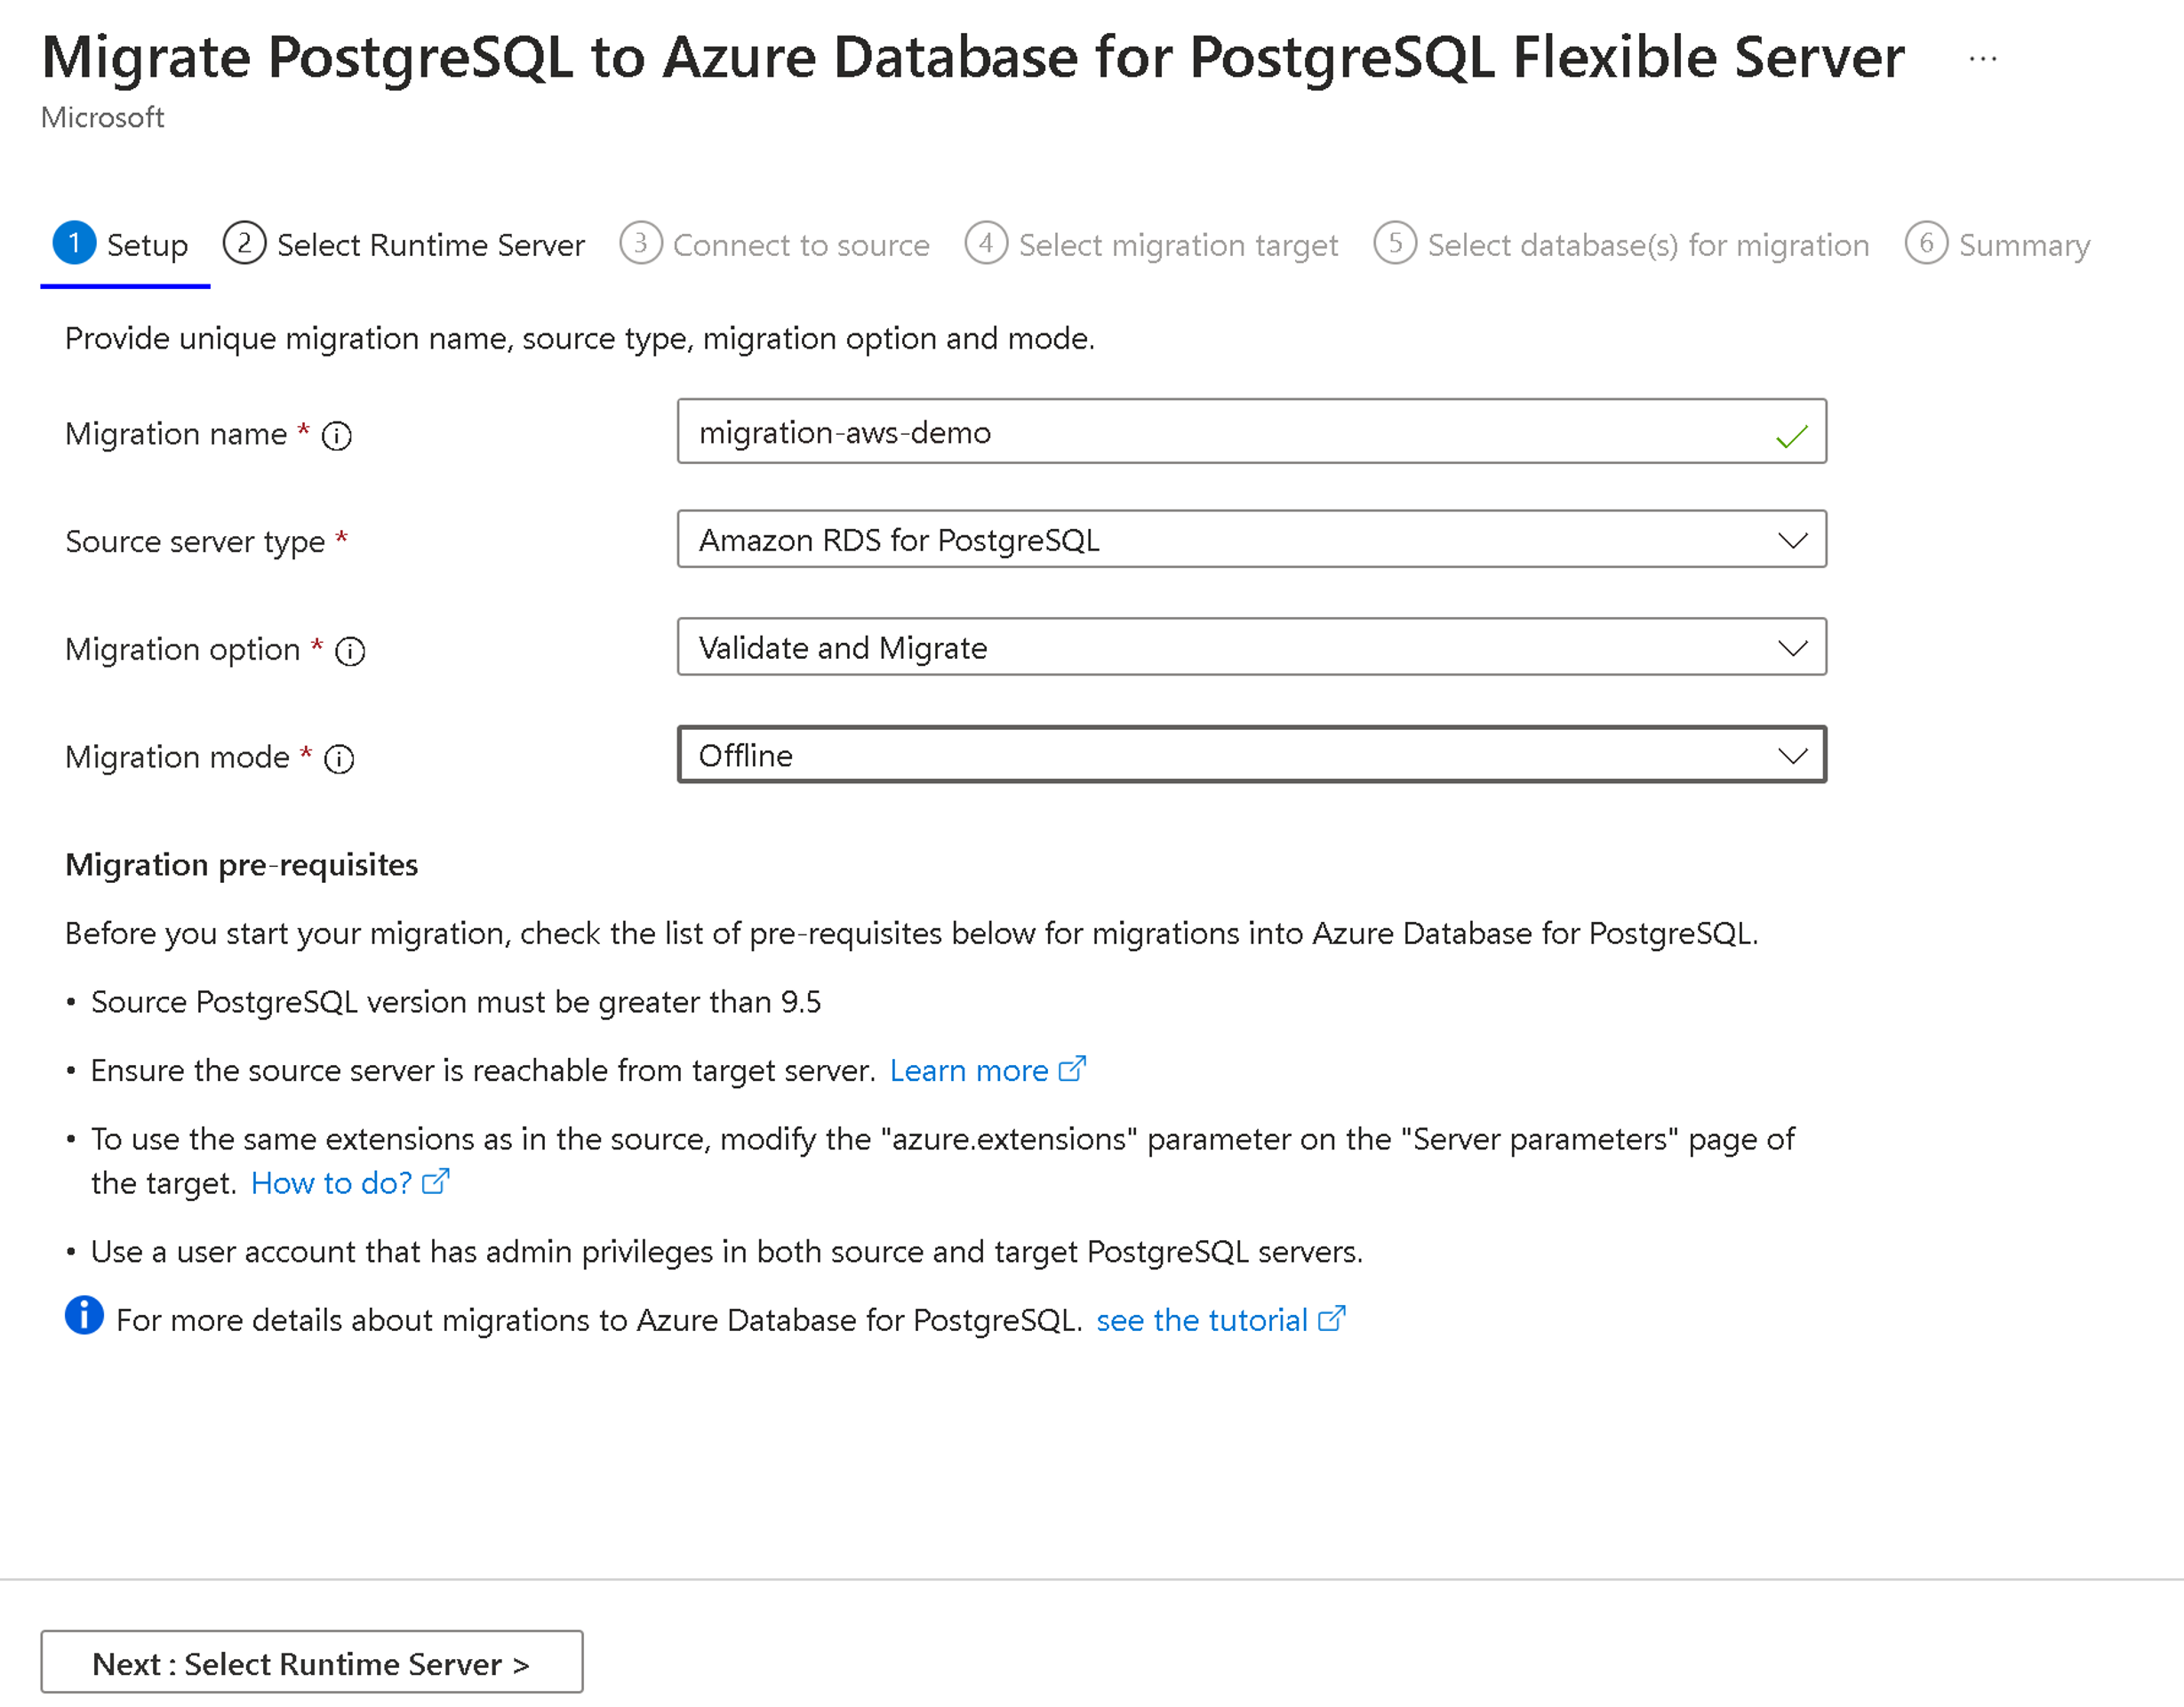 Migrate PostgreSQL to Azure Database for PostgreSQL Flexible Server ...
Microsoft
1 Setup 2 Select Runtime Server 3 Connect to source 4 Select migration target 5 Select database(s) for migration 6 Summary
Provide unique migration name, source type, migration option and mode.
Migration name * migration-aws-demo
Source server type * Amazon RDS for PostgreSQL
Migration option * Validate and Migrate
Migration mode * Offline
Migration pre-requisites
Before you start your migration, check the list of pre-requisites below for migrations into Azure Database for PostgreSQL.
• Source PostgreSQL version must be greater than 9.5
• Ensure the source server is reachable from target server. Learn more
• To use the same extensions as in the source, modify the "azure.extensions" parameter on the "Server parameters" page of
the target. How to do?
• Use a user account that has admin privileges in both source and target PostgreSQL servers.
For more details about migrations to Azure Database for PostgreSQL. see the tutorial
Next : Select Runtime Server >